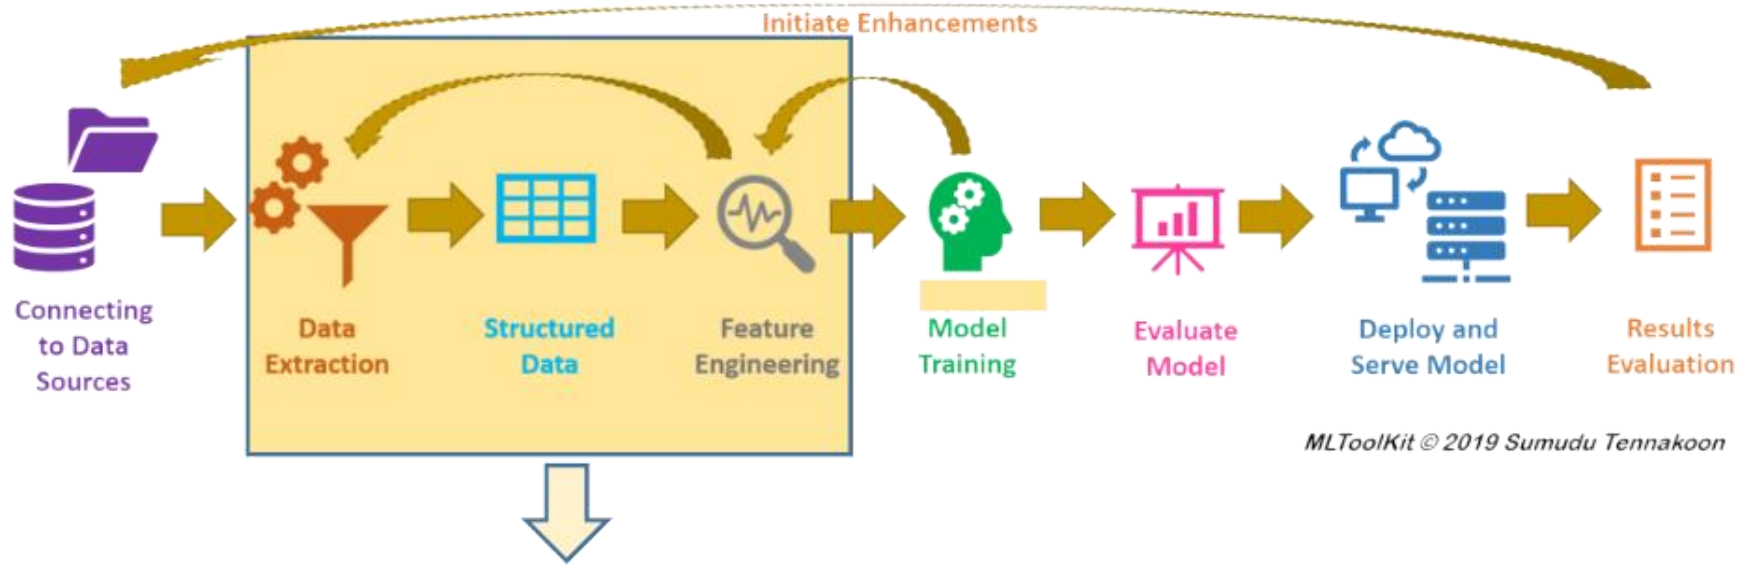 Initiate Enhancements
Connecting
to Data
Sources
Data
Extraction
Structured
Data
Feature
Engineering
Model
Training
Evaluate
Model
Deploy and
Serve Model
Results
Evaluation
MLToolKit © 2019 Sumudu Tennakoon